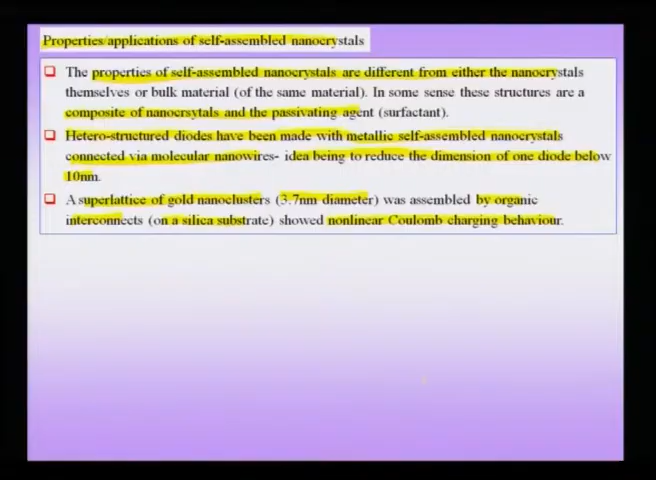 Properties/applications of self-assembled nanocrystals
The properties of self-assembled nanocrystals are different from either the nanocrystals
themselves or bulk material (of the same material). In some sense these structures are a
composite of nanocrsytals and the passivating agent (surfactant).
Hetero-structured diodes have been made with metallic self-assembled nanocrystals
connected via molecular nanowires- idea being to reduce the dimension of one diode below
10nm.
A superlattice of gold nanoclusters (3.7nm diameter) was assembled by organic
interconnects (on a silica substrate) showed nonlinear Coulomb charging behaviour.